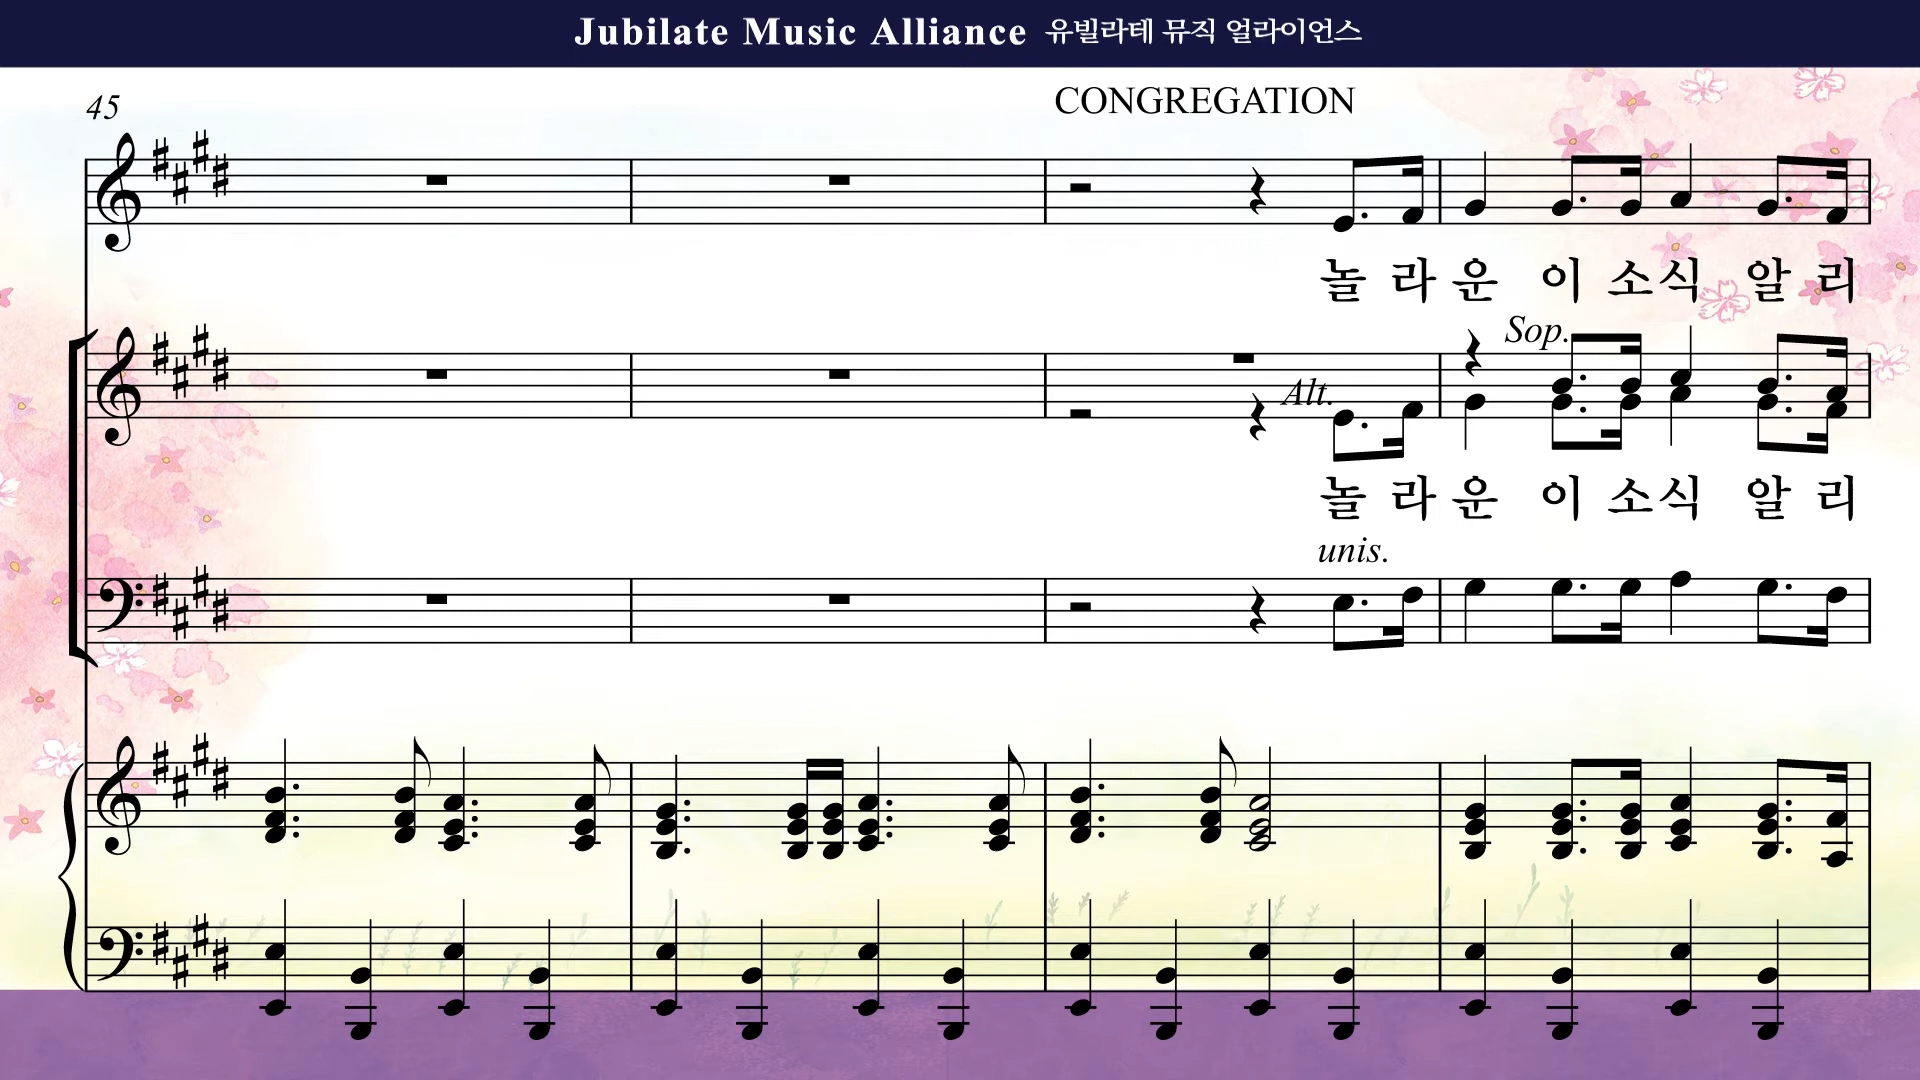 Jubilate Music Alliance 유빌라테 뮤직 얼라이언스
45
CONGREGATION
놀 라 운 이 소 식 알 리
Sop.
Alt.
놀 라 운 이 소 식 알 리
unis.